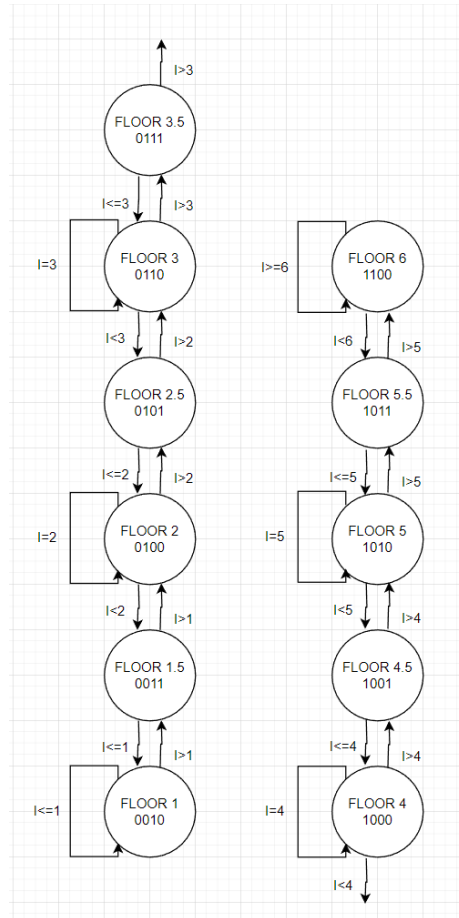 I>3
FLOOR 3.5
0111
I<=3
I>3
I=3
FLOOR 3
0110
I<3
I>2
FLOOR 2.5
0101
I<=2
I>2
I=2
FLOOR 2
0100
I<2
I>1
FLOOR 1.5
0011
I<=1
I>1
I<=1
FLOOR 1
0010
I>=6
FLOOR 6
1100
I<6
I>5
FLOOR 5.5
1011
I<=5
I>5
I=5
FLOOR 5
1010
I<5
I>4
FLOOR 4.5
1001
I<=4
I>4
I=4
FLOOR 4
1000
I<4